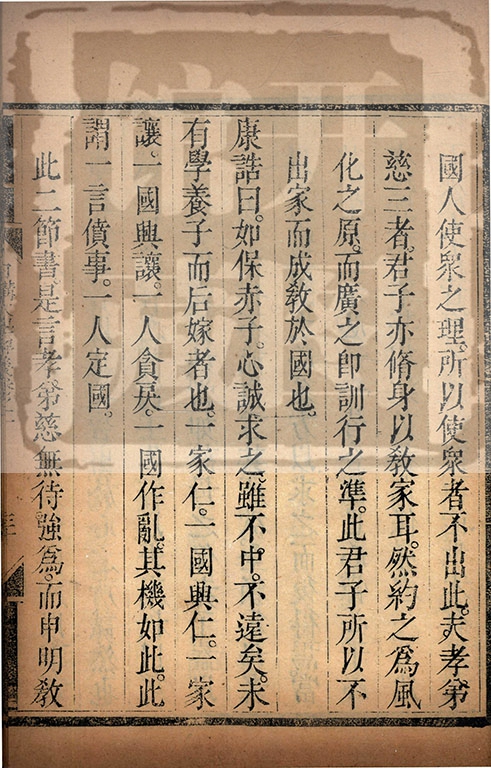 國人使衆之理。所以使衆者不出此。夫孝弟
慈三者。君子亦脩身以教家耳。然約之爲風
化之原。而廣之卽訓行之準。此君子所以不
出家而成教於國也。
康誥曰。如保赤子。心誠求之。雖不中。不遠矣。未
有學養子而后嫁者也。一家仁。一國興仁。一家
讓。一國興讓。一人貪戾。一國作亂。其機如此。此
謂一言僨事。一人定國。
此二節書。是言孝弟慈無待強爲。而申明教